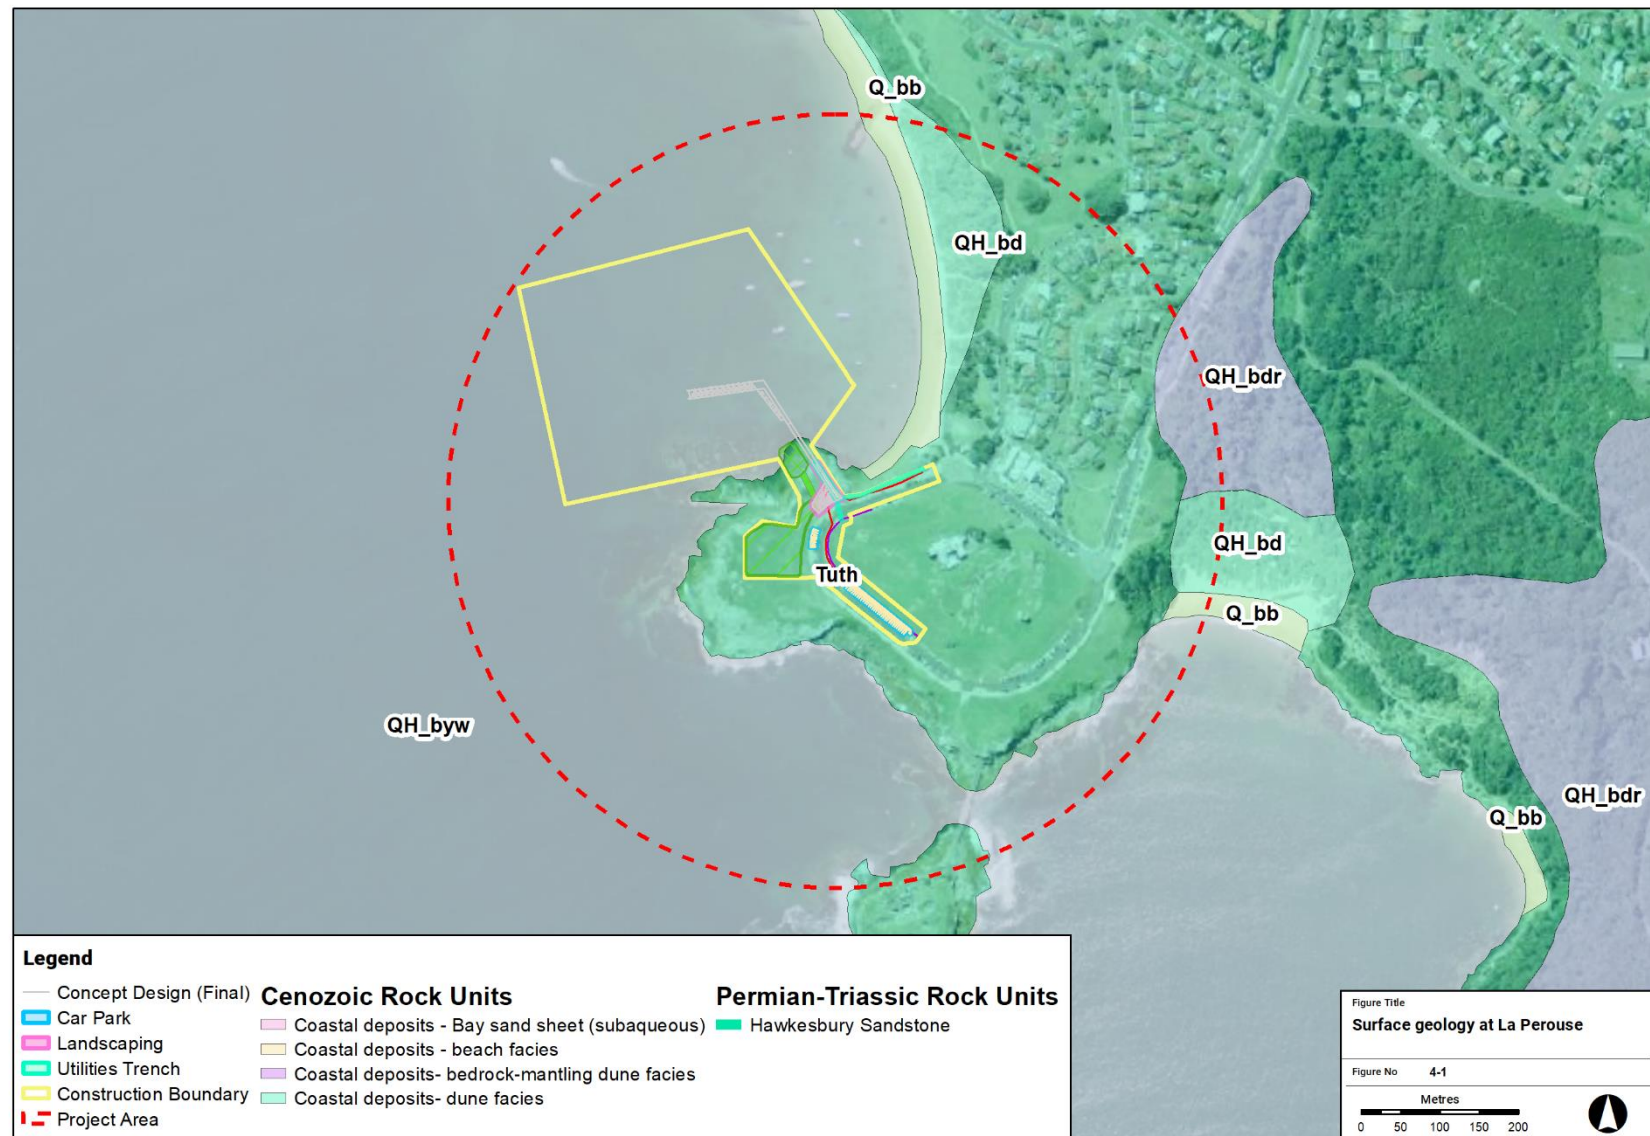 Q_bb
QH_bd
QH_bdr
QH_bd
Tuth
Q_bb
QH_byw
QH_bdr
Q_bb
Legend
Concept Design (Final)
Car Park
Landscaping
Utilities Trench
Construction Boundary
Project Area
Cenozoic Rock Units
Coastal deposits - Bay sand sheet (subaqueous)
Coastal deposits - beach facies
Coastal deposits- bedrock-mantling dune facies
Coastal deposits- dune facies
Permian-Triassic Rock Units
Hawkesbury Sandstone
Figure Title
Surface geology at La Perouse
Figure No 4-1
Metres
0 50 100 150 200